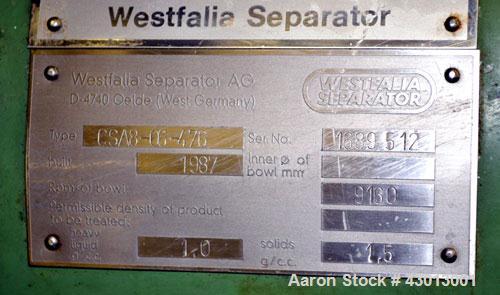 Westfalia Separator
Westfalia Separator AG
D-4740 Oelde (West Germany)
WESTFALIA
SEPARATOR
Type CSA8-06-476 Ser. No. 1689 512
built 1987 Inner ø of
bowl mm
Rpm of bowl 9160
Permissible density of product
to be treated:
heavy
liquid
g/c.c. 1,0 solids
g/c.c. 1,5
Aaron Stock # 43013001